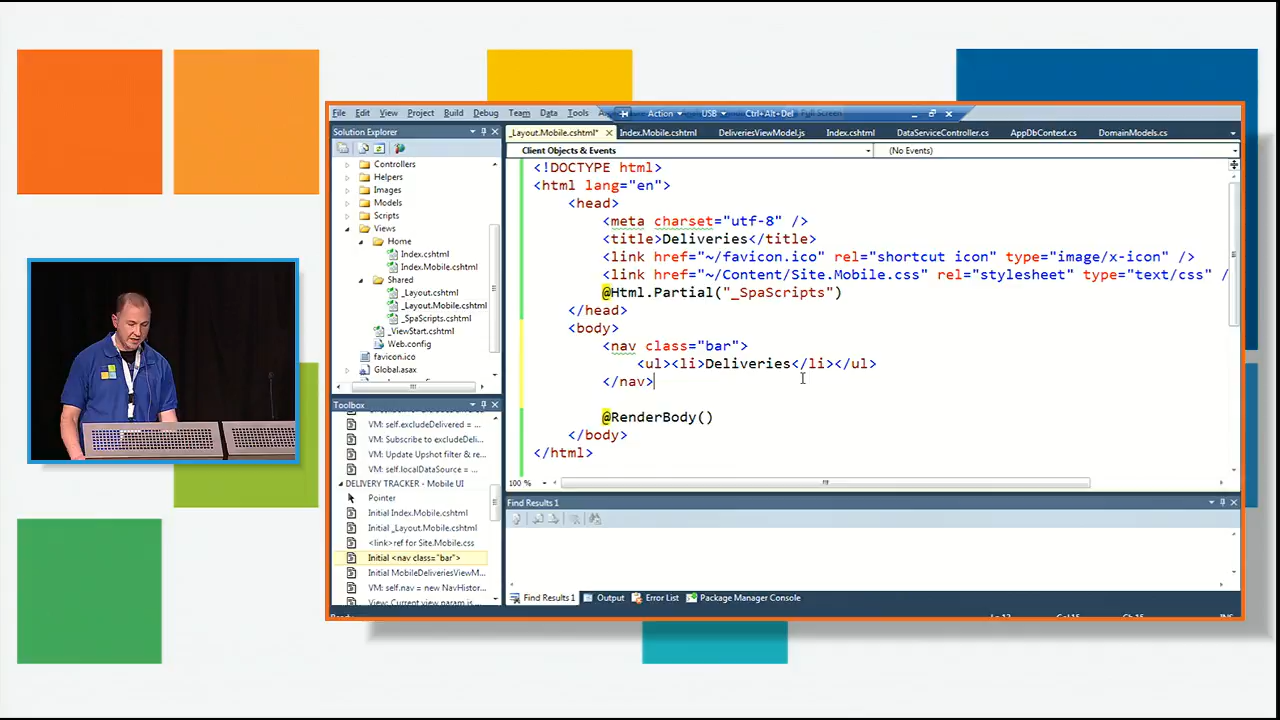 File Edit View Project Build Debug Team Data Tools Action USB Ctrl+Alt+Del Full Screen
Solution Explorer
Controllers
Helpers
Images
Models
Scripts
Views
Home
Index.cshtml
Index.Mobile.cshtml
Shared
_Layout.cshtml
_Layout.Mobile.cshtml
_SpaScripts.cshtml
_ViewStart.cshtml
Web.config
favicon.ico
Global.asax
Toolbox
VM: self.excludeDelivered = ...
VM: Subscribe to excludeDeli...
VM: Update Upshot filter & re...
VM: self.localDataSource = ...
DELIVERY TRACKER - Mobile UI
Pointer
Initial Index.Mobile.cshtml
Initial _Layout.Mobile.cshtml
<link>ref for Site.Mobile.css
Initial <nav class="bar">
Initial MobileDeliveriesViewM...
VM: self.nav = new NavHistor...
View: Current view param is ...
_Layout.Mobile.cshtml* Index.Mobile.cshtml DeliveriesViewModel.js Index.cshtml DataServiceController.cs AppDbContext.cs DomainModels.cs
Client Objects & Events (No Events)
<!DOCTYPE html>
<html lang="en">
<head>
<meta charset="utf-8" />
<title>Deliveries</title>
<link href="~/favicon.ico" rel="shortcut icon" type="image/x-icon" />
<link href="~/Content/Site.Mobile.css" rel="stylesheet" type="text/css" /
@Html.Partial("_SpaScripts")
</head>
<body>
<nav class="bar">
<ul><li>Deliveries</li></ul>
</nav>
@RenderBody()
</body>
</html>
100 %
Find Results 1
Find Results 1 Output Error List Package Manager Console